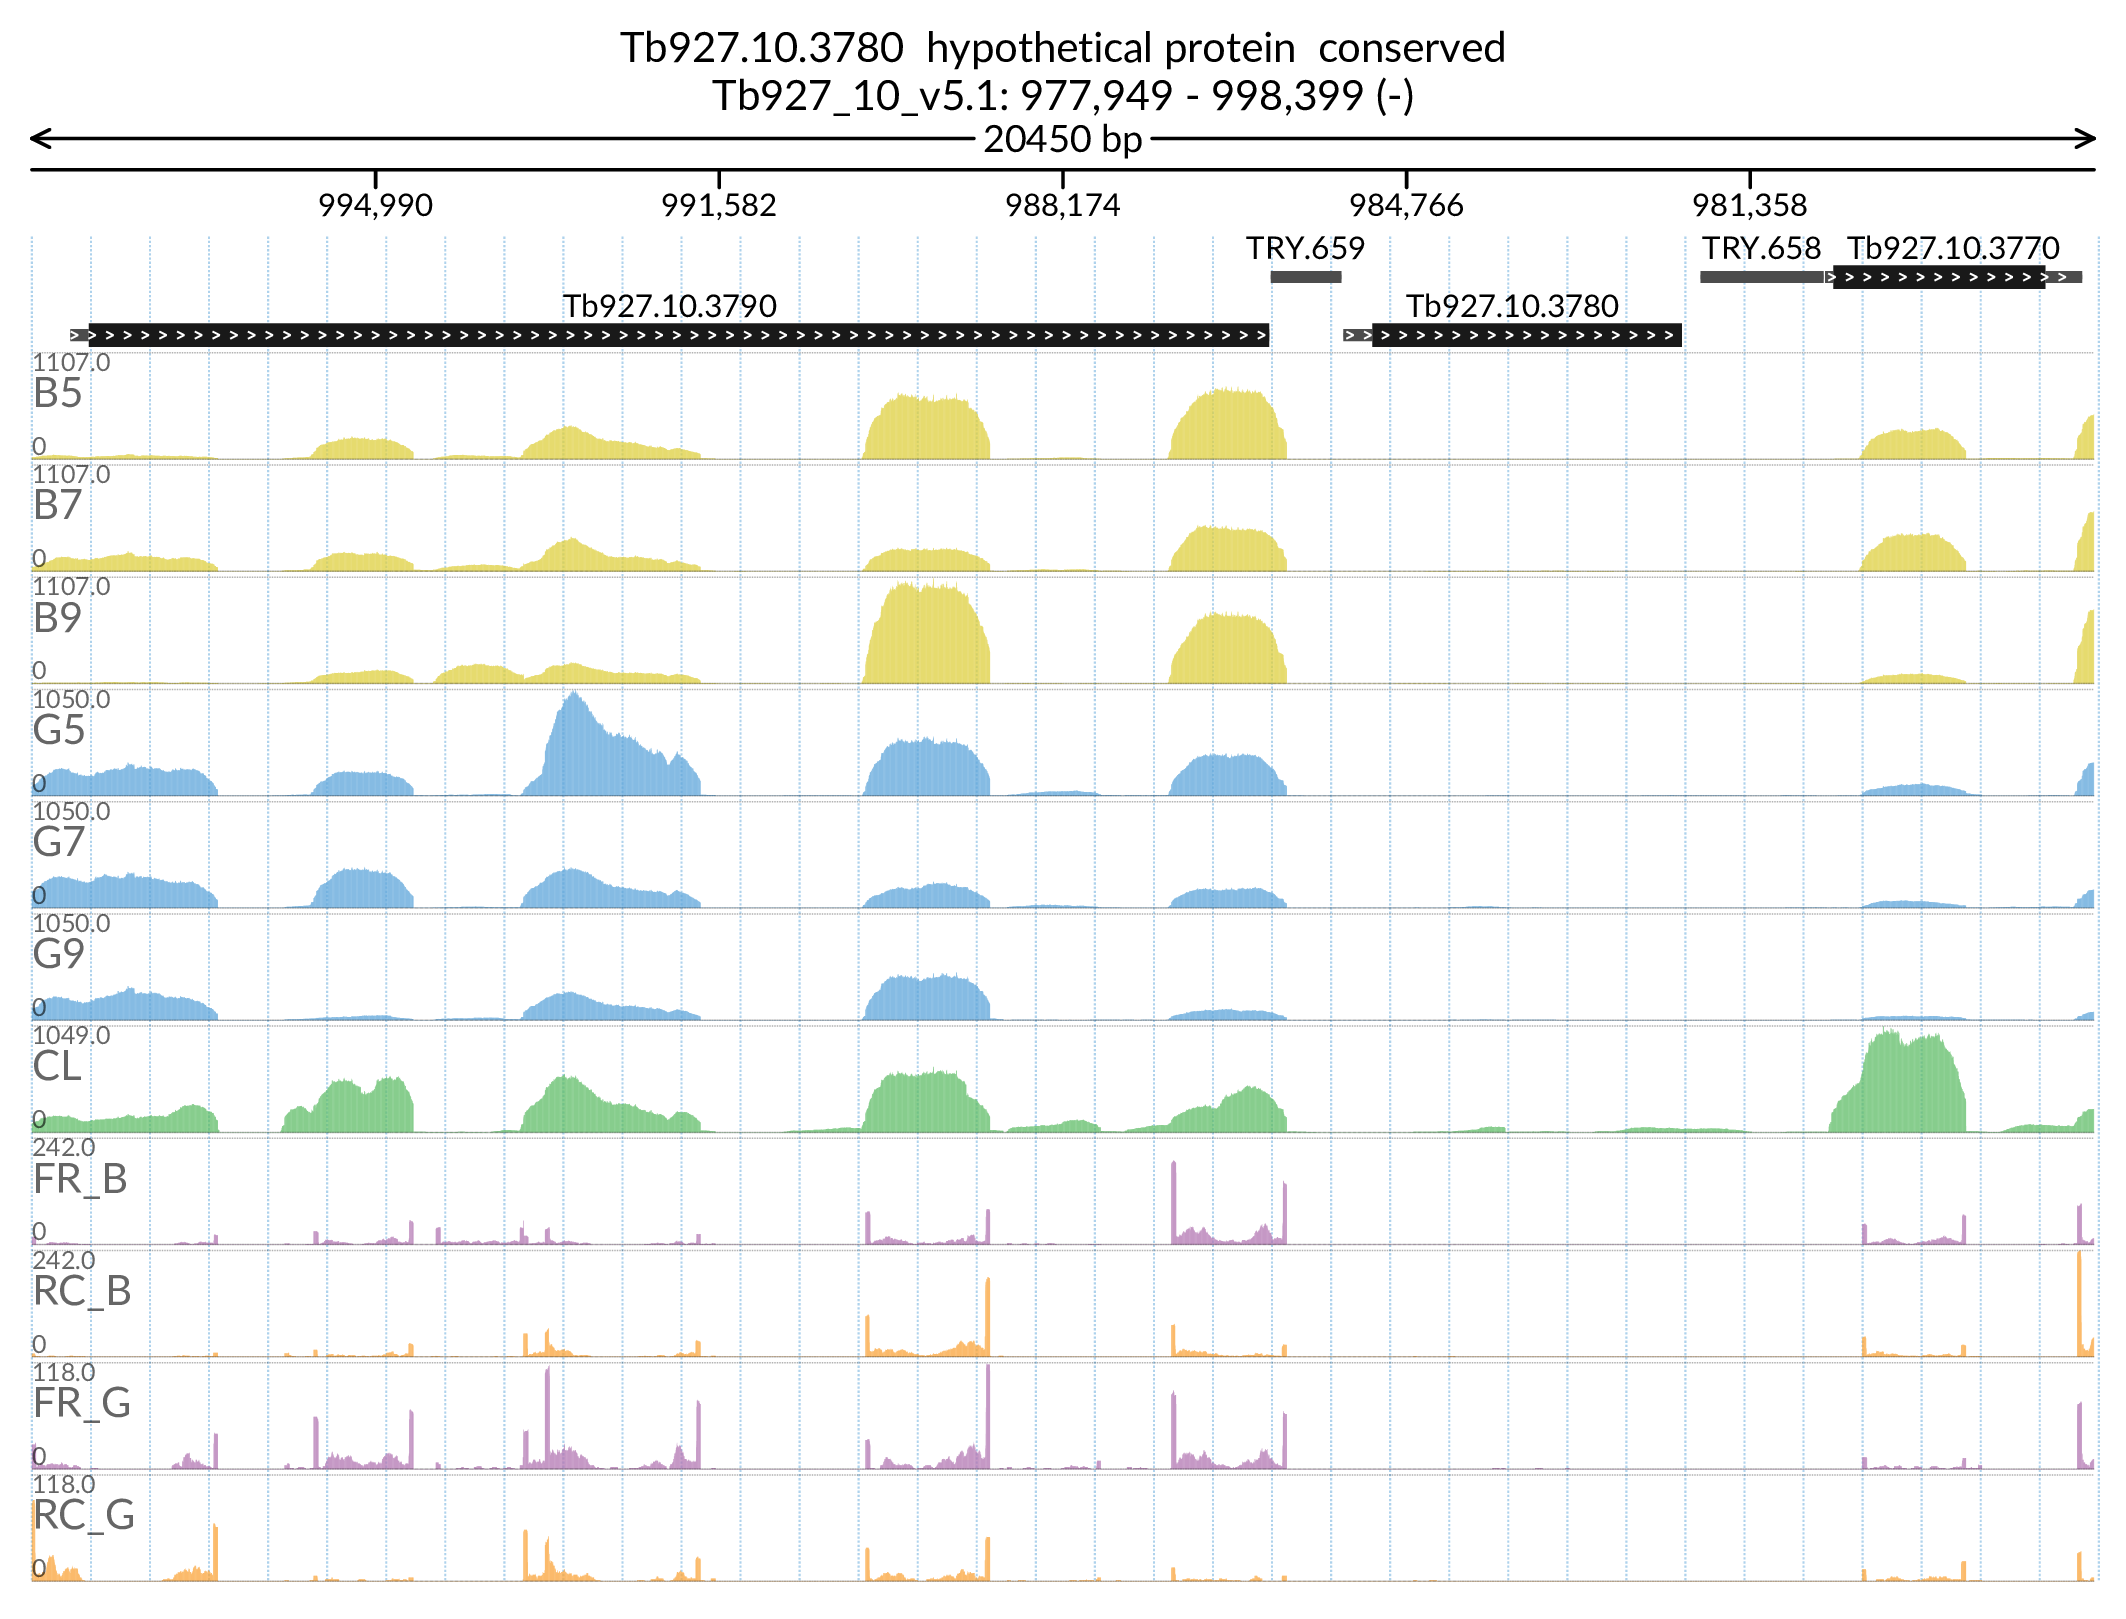 Tb927.10.3780  hypothetical protein  conserved
Tb927_10_v5.1: 977,949 - 998,399 (-)
20450 bp
994,990 991,582 988,174 984,766 981,358
TRY.659 TRY.658 Tb927.10.3770
Tb927.10.3790 Tb927.10.3780
1107.0
B5
0
1107.0
B7
0
1107.0
B9
0
1050.0
G5
0
1050.0
G7
0
1050.0
G9
0
1049.0
CL
0
242.0
FR_B
0
242.0
RC_B
0
118.0
FR_G
0
118.0
RC_G
0